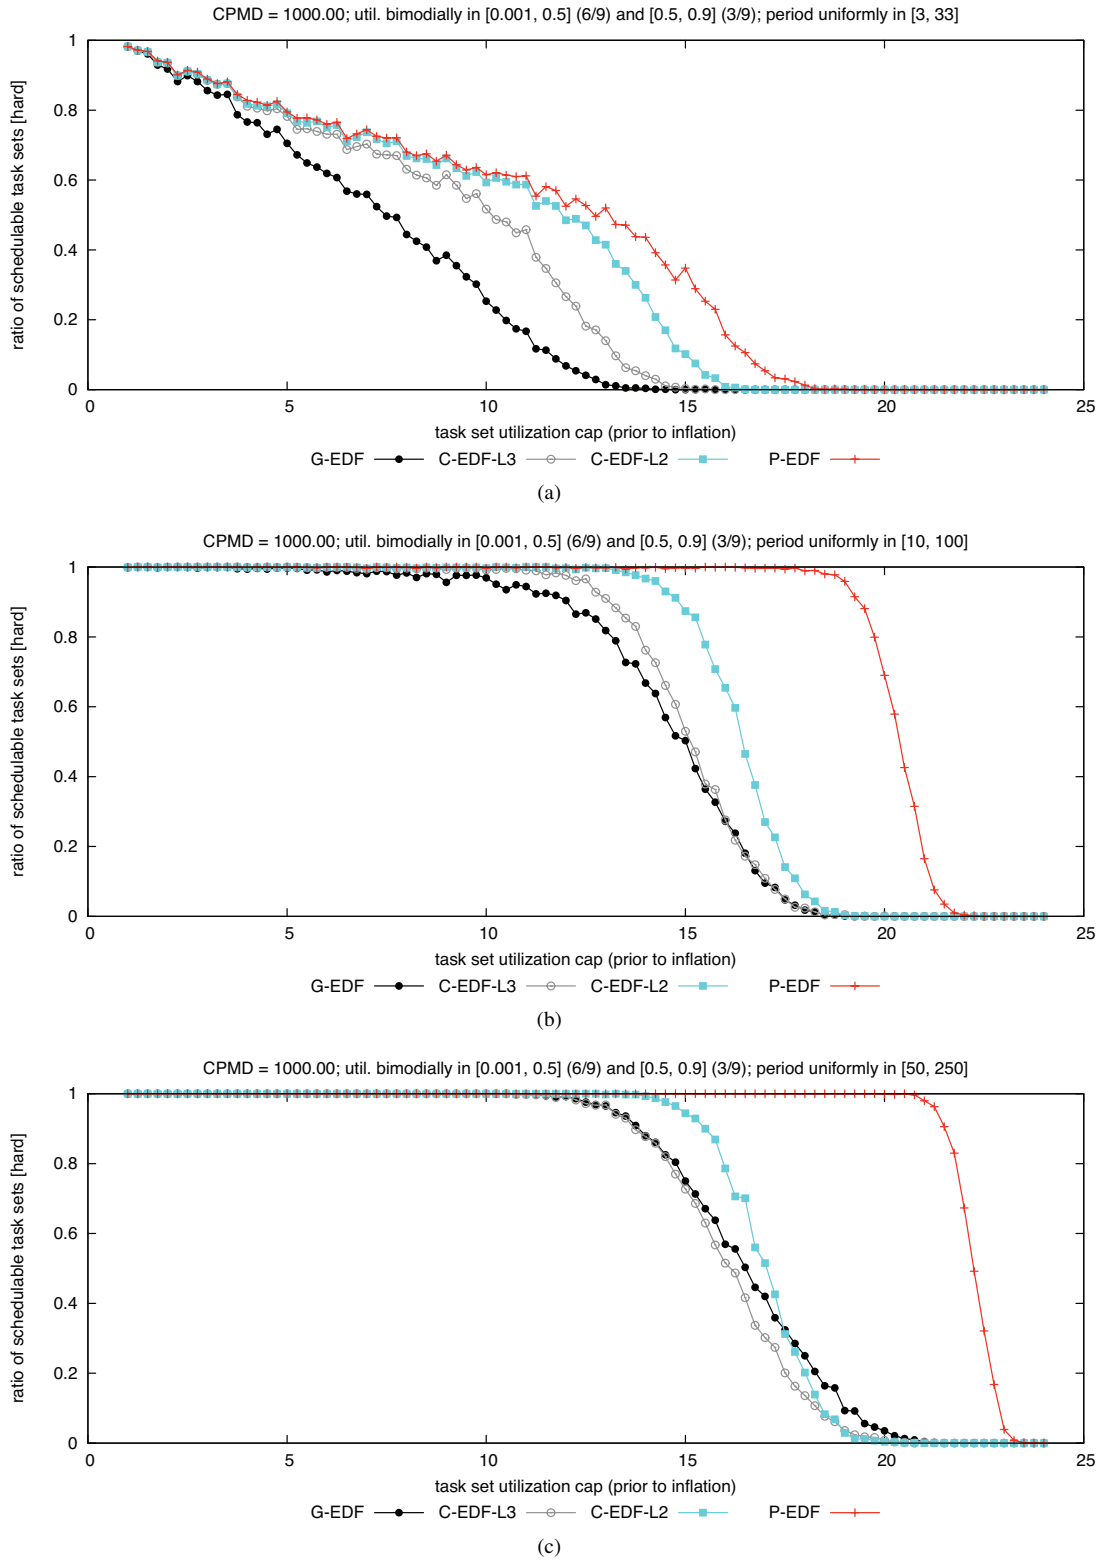 CPMD = 1000.00; util. bimodially in [0.001, 0.5] (6/9) and [0.5, 0.9] (3/9); period uniformly in [3, 33]
ratio of schedulable task sets [hard]
1
0.8
0.6
0.4
0.2
0
0 5 10 15 20 25
task set utilization cap (prior to inflation)
G-EDF C-EDF-L3 C-EDF-L2 P-EDF
(a)
CPMD = 1000.00; util. bimodially in [0.001, 0.5] (6/9) and [0.5, 0.9] (3/9); period uniformly in [10, 100]
ratio of schedulable task sets [hard]
1
0.8
0.6
0.4
0.2
0
0 5 10 15 20 25
task set utilization cap (prior to inflation)
G-EDF C-EDF-L3 C-EDF-L2 P-EDF
(b)
CPMD = 1000.00; util. bimodially in [0.001, 0.5] (6/9) and [0.5, 0.9] (3/9); period uniformly in [50, 250]
ratio of schedulable task sets [hard]
1
0.8
0.6
0.4
0.2
0
0 5 10 15 20 25
task set utilization cap (prior to inflation)
G-EDF C-EDF-L3 C-EDF-L2 P-EDF
(c)